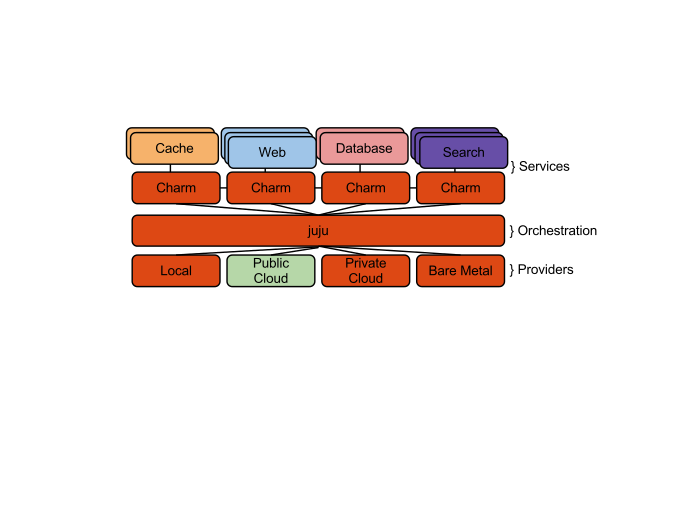 Cache
Web
Database
Search
} Services
Charm
Charm
Charm
Charm
juju
} Orchestration
Local
Public
Cloud
Private
Cloud
Bare Metal
} Providers